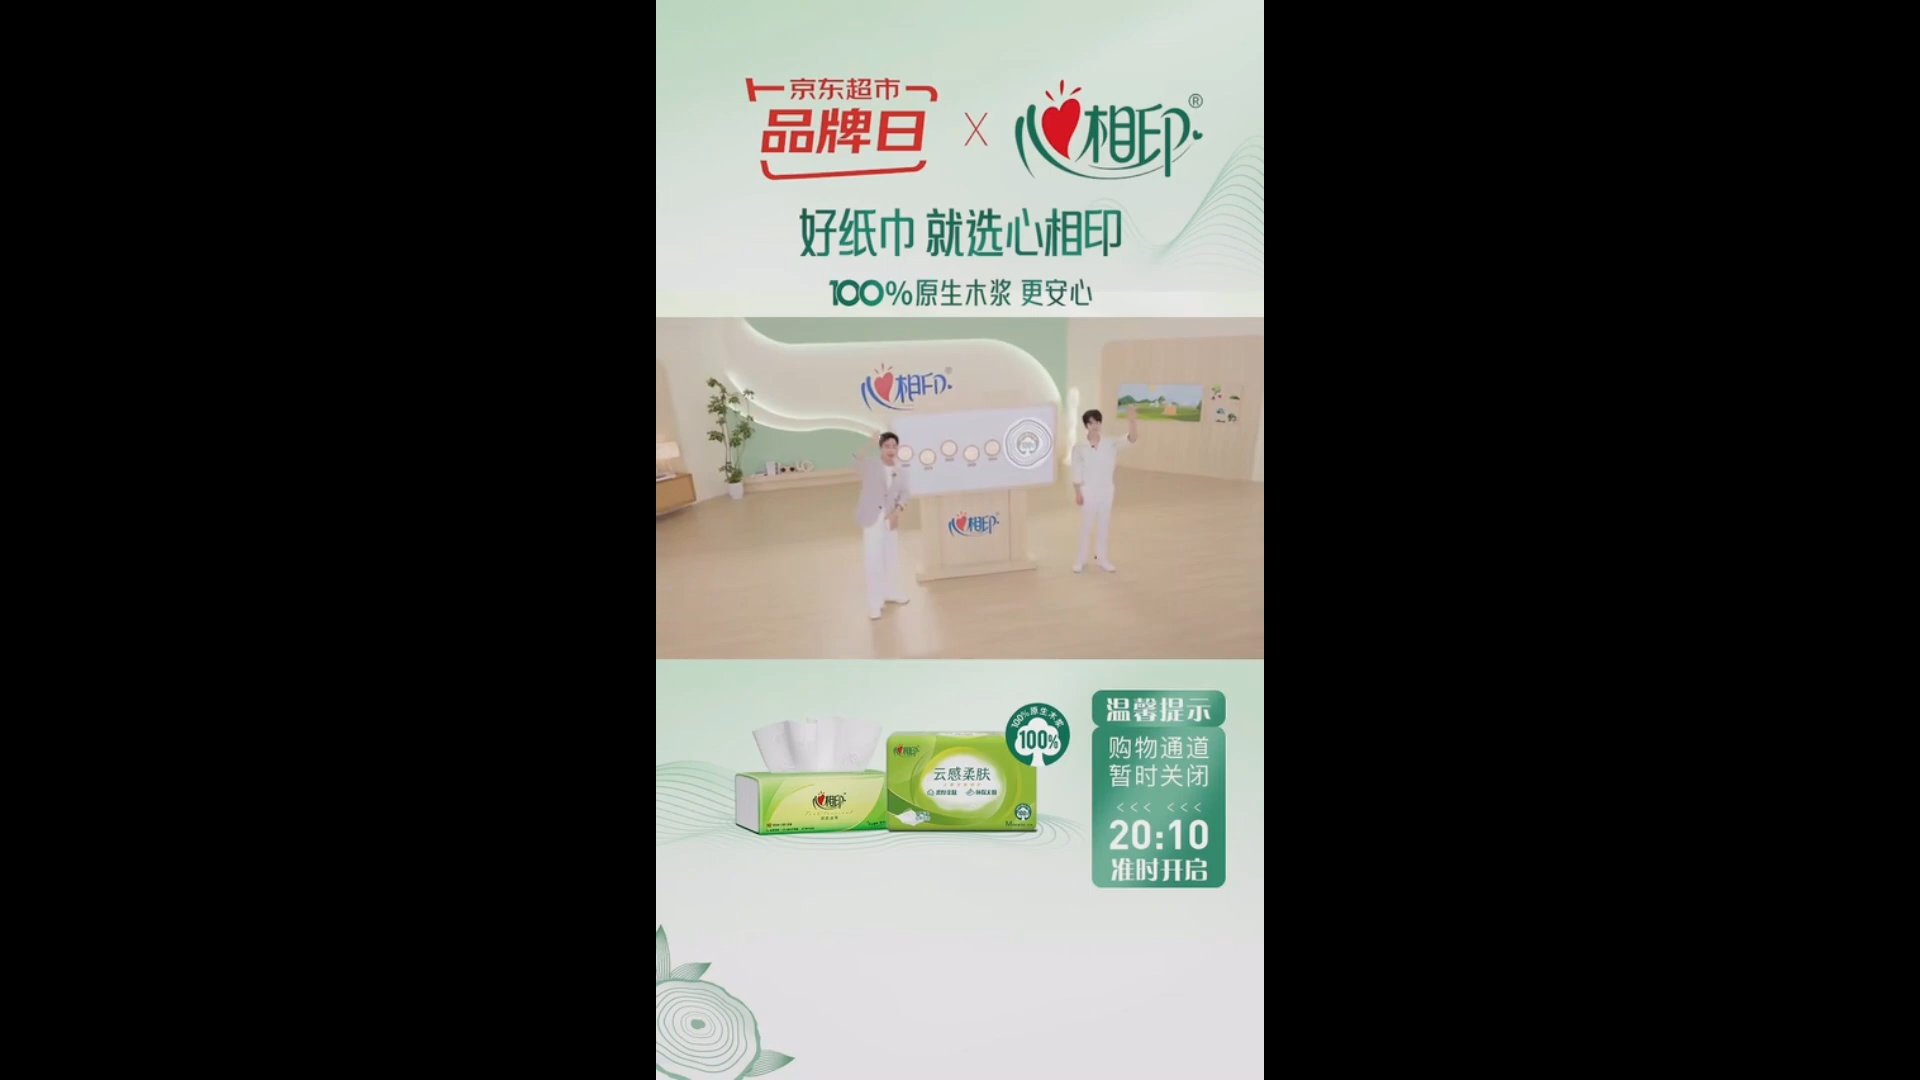 京东超市
品牌日
X
心相印®
好纸巾 就选心相印
100%原生木浆 更安心
心相印®
心相印
100%原生木浆
100%
心相印
云感柔肤
心相印
温馨提示
购物通道
暂时关闭
<<< <<<
20:10
准时开启